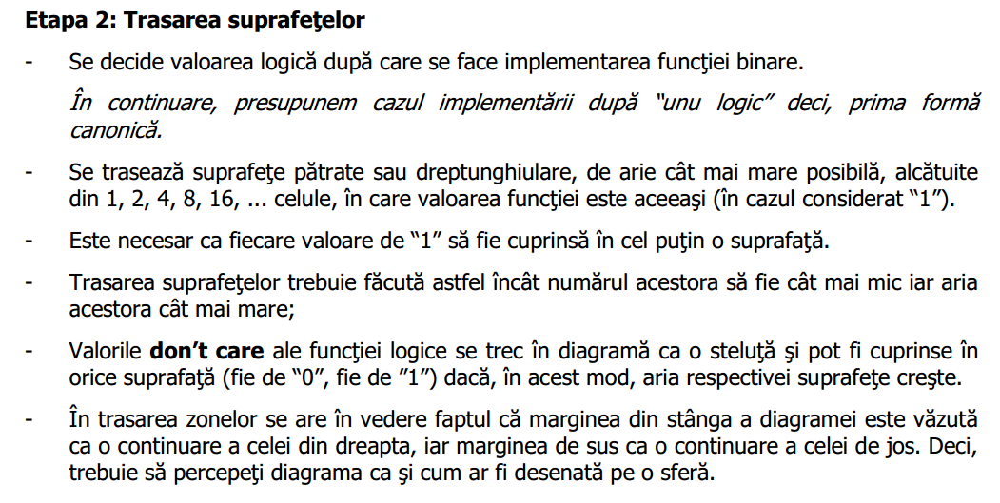 Etapa 2: Trasarea suprafeţelor
- Se decide valoarea logică după care se face implementarea funcţiei binare.
În continuare, presupunem cazul implementării după “unu logic” deci, prima formă
canonică.
- Se trasează suprafeţe pătrate sau dreptunghiulare, de arie cât mai mare posibilă, alcătuite
din 1, 2, 4, 8, 16, ... celule, în care valoarea funcţiei este aceeaşi (în cazul considerat “1”).
- Este necesar ca fiecare valoare de “1” să fie cuprinsă în cel puţin o suprafaţă.
- Trasarea suprafeţelor trebuie făcută astfel încât numărul acestora să fie cât mai mic iar aria
acestora cât mai mare;
- Valorile don’t care ale funcţiei logice se trec în diagramă ca o steluţă şi pot fi cuprinse în
orice suprafaţă (fie de “0”, fie de ”1”) dacă, în acest mod, aria respectivei suprafeţe creşte.
- În trasarea zonelor se are în vedere faptul că marginea din stânga a diagramei este văzută
ca o continuare a celei din dreapta, iar marginea de sus ca o continuare a celei de jos. Deci,
trebuie să percepeţi diagrama ca şi cum ar fi desenată pe o sferă.